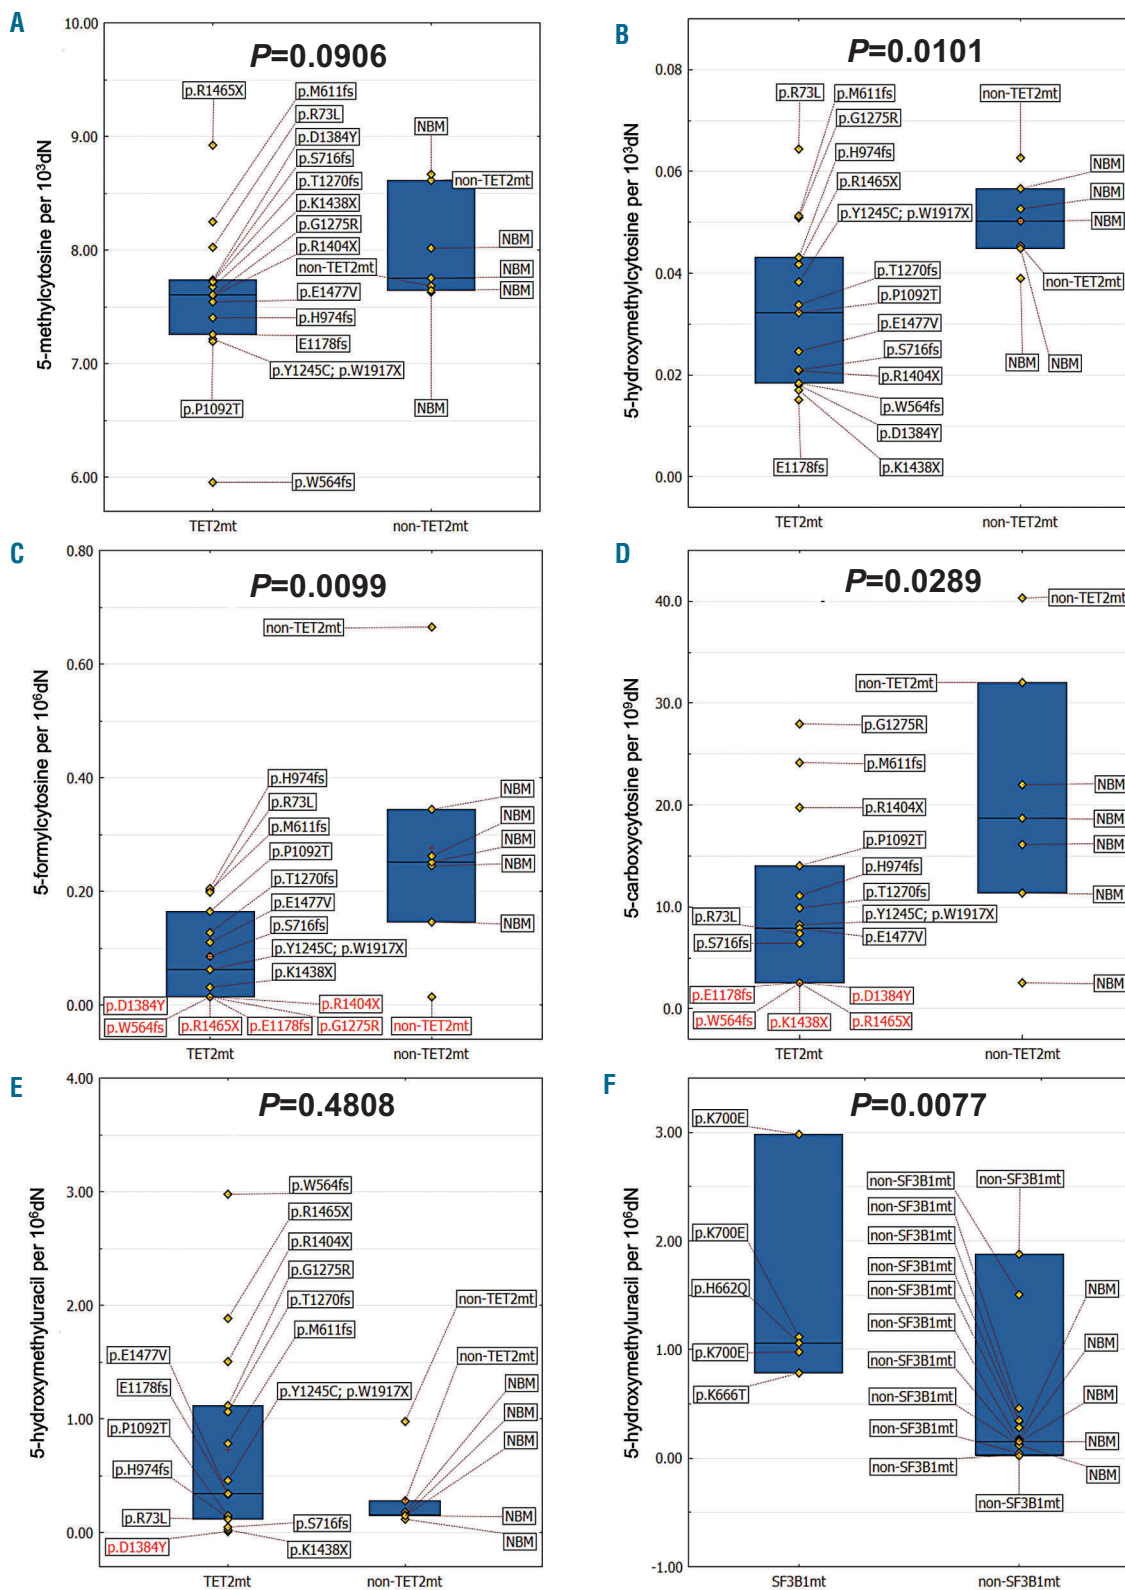 A
P=0.0906
5-methylcytosine per 10³dN
10.00
9.00
8.00
7.00
6.00
p.R1465X
p.M611fs
p.R73L
p.D1384Y
p.S716fs
p.T1270fs
p.K1438X
p.G1275R
p.R1404X
non-TET2mt
p.E1477V
p.H974fs
E1178fs
p.Y1245C; p.W1917X
p.P1092T
p.W564fs
NBM
non-TET2mt
NBM
NBM
NBM
NBM
TET2mt
non-TET2mt
B
P=0.0101
5-hydroxymethylcytosine per 10³dN
0.08
0.06
0.04
0.02
0.00
p.R73L
p.M611fs
p.G1275R
p.H974fs
p.R1465X
p.Y1245C; p.W1917X
p.T1270fs
p.P1092T
p.E1477V
p.S716fs
p.R1404X
p.W564fs
p.D1384Y
p.K1438X
E1178fs
non-TET2mt
NBM
NBM
NBM
non-TET2mt
NBM
NBM
TET2mt
non-TET2mt
C
P=0.0099
5-formylcytosine per 10⁶dN
0.80
0.60
0.40
0.20
0.00
non-TET2mt
p.H974fs
p.R73L
p.M611fs
p.P1092T
p.T1270fs
p.E1477V
p.S716fs
p.Y1245C; p.W1917X
p.K1438X
p.D1384Y
p.R1404X
p.W564fs
p.R1465X
p.E1178fs
p.G1275R
NBM
NBM
NBM
NBM
NBM
non-TET2mt
TET2mt
non-TET2mt
D
P=0.0289
5-carboxycytosine per 10⁹dN
40.0
30.0
20.0
10.0
0.0
non-TET2mt
non-TET2mt
p.G1275R
p.M611fs
p.R1404X
p.P1092T
p.H974fs
p.T1270fs
p.R73L
p.Y1245C; p.W1917X
p.S716fs
p.E1477V
p.E1178fs
p.D1384Y
p.W564fs
p.K1438X
p.R1465X
NBM
NBM
NBM
NBM
NBM
TET2mt
non-TET2mt
E
P=0.4808
5-hydroxymethyluracil per 10⁶dN
4.00
3.00
2.00
1.00
0.00
p.W564fs
p.R1465X
p.R1404X
p.G1275R
p.T1270fs
p.M611fs
p.E1477V
E1178fs
p.Y1245C; p.W1917X
p.P1092T
p.H974fs
p.R73L
p.S716fs
p.D1384Y
p.K1438X
non-TET2mt
non-TET2mt
NBM
NBM
NBM
NBM
NBM
TET2mt
non-TET2mt
F
P=0.0077
5-hydroxymethyluracil per 10⁶dN
3.00
2.00
1.00
0.00
-1.00
p.K700E
p.K700E
p.H662Q
p.K700E
p.K666T
non-SF3B1mt
non-SF3B1mt
non-SF3B1mt
non-SF3B1mt
non-SF3B1mt
non-SF3B1mt
non-SF3B1mt
non-SF3B1mt
non-SF3B1mt
non-SF3B1mt
non-SF3B1mt
non-SF3B1mt
NBM
NBM
NBM
NBM
SF3B1mt
non-SF3B1mt